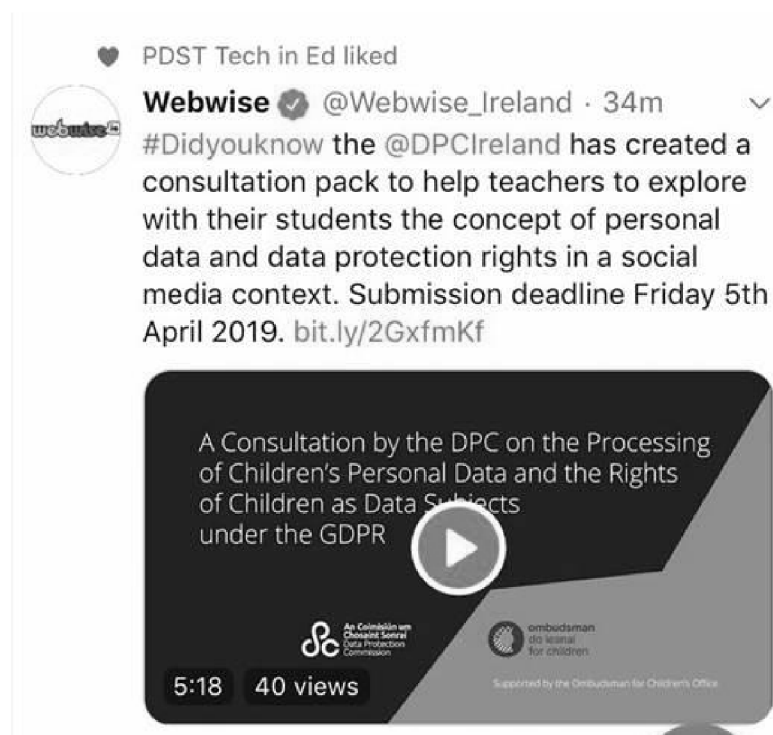 PDST Tech in Ed liked
Webwise @Webwise_Ireland · 34m
webwise.ie
#Didyouknow the @DPCIreland has created a
consultation pack to help teachers to explore
with their students the concept of personal
data and data protection rights in a social
media context. Submission deadline Friday 5th
April 2019. bit.ly/2GxfmKf
A Consultation by the DPC on the Processing
of Children's Personal Data and the Rights
of Children as Data Subjects
under the GDPR
An Coimisiún um
Chosaint Sonraí
Data Protection
Commission
ombudsman
do leanaí
for children
Supported by the Ombudsman for Children's Office
5:18 40 views